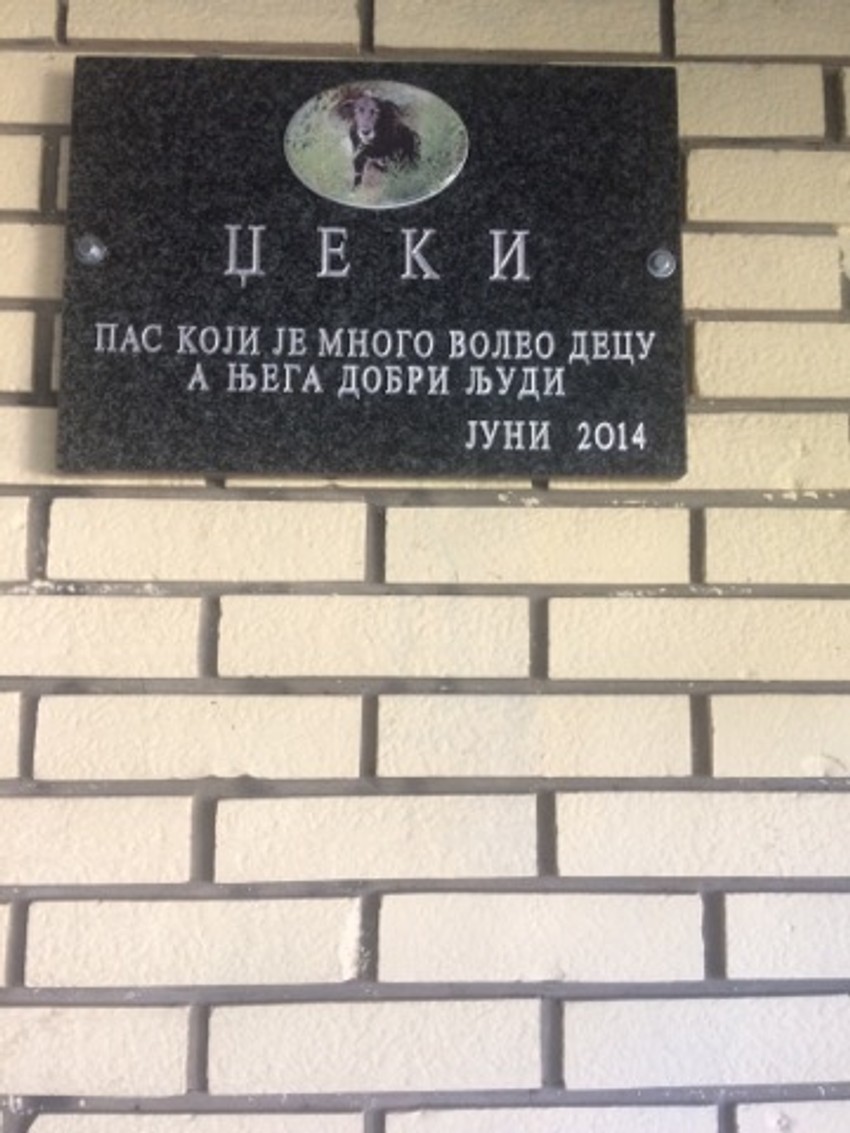 ЏЕКИ
ПАС КОЈИ ЈЕ МНОГО ВОЛЕО ДЕЦУ
А ЊЕГА ДОБРИ ЉУДИ
ЈУНИ 2014